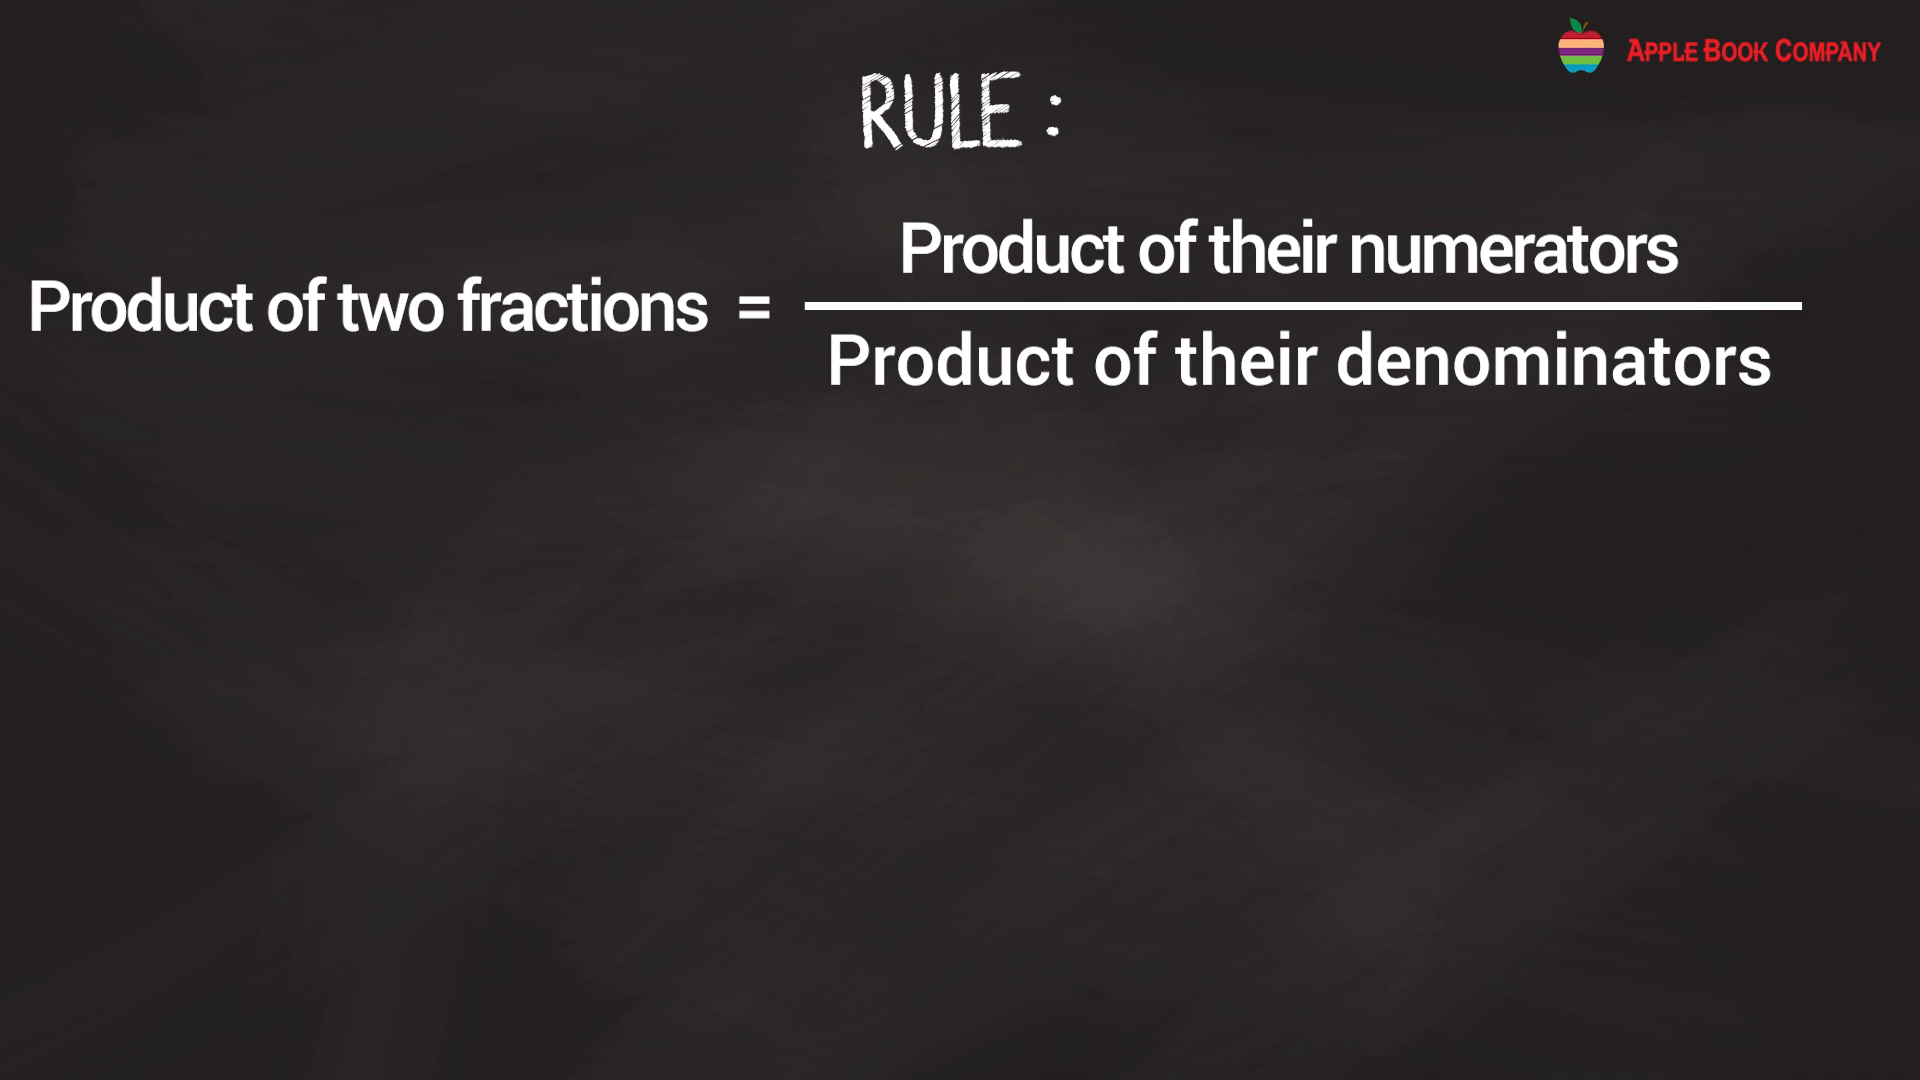 APPLE BOOK COMPANY
RULE :
Product of two fractions = 
Product of their numerators
Product of their denominators